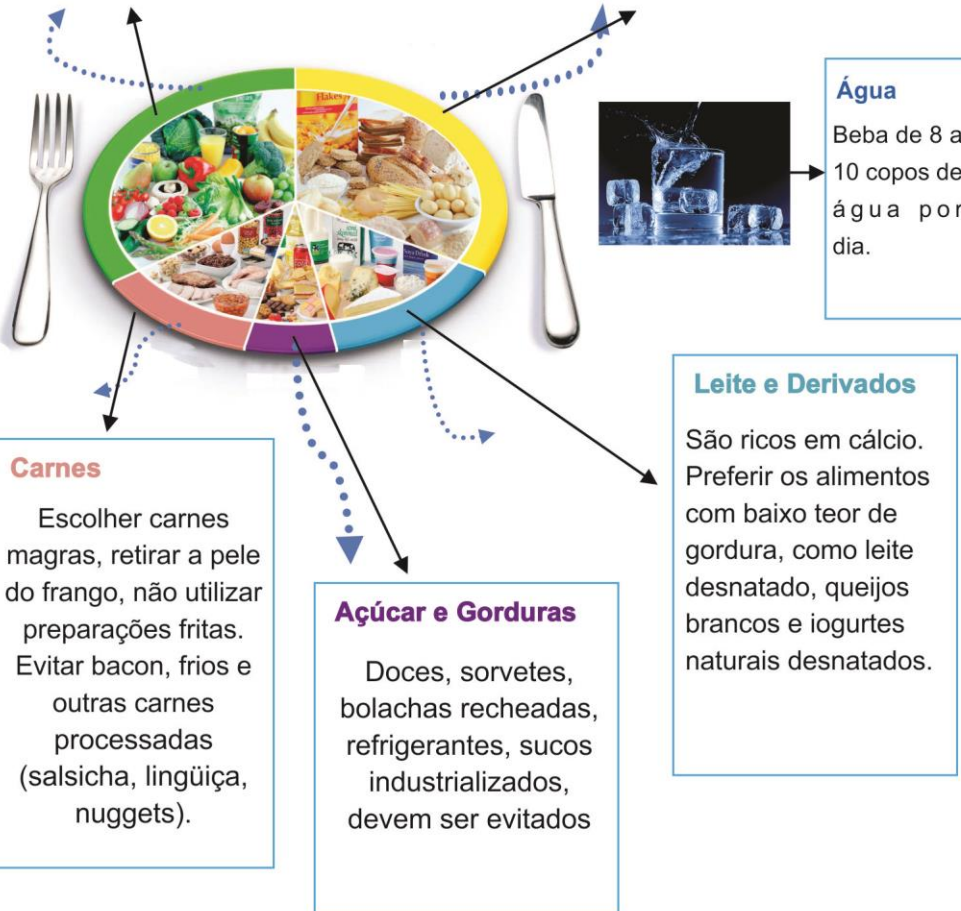 Flakes
Água
Beba de 8 a
10 copos de
água por
dia.
Leite e Derivados
São ricos em cálcio.
Preferir os alimentos
com baixo teor de
gordura, como leite
desnatado, queijos
brancos e iogurtes
naturais desnatados.
Carnes
Escolher carnes
magras, retirar a pele
do frango, não utilizar
preparações fritas.
Evitar bacon, frios e
outras carnes
processadas
(salsicha, lingüiça,
nuggets).
Açúcar e Gorduras
Doces, sorvetes,
bolachas recheadas,
refrigerantes, sucos
industrializados,
devem ser evitados